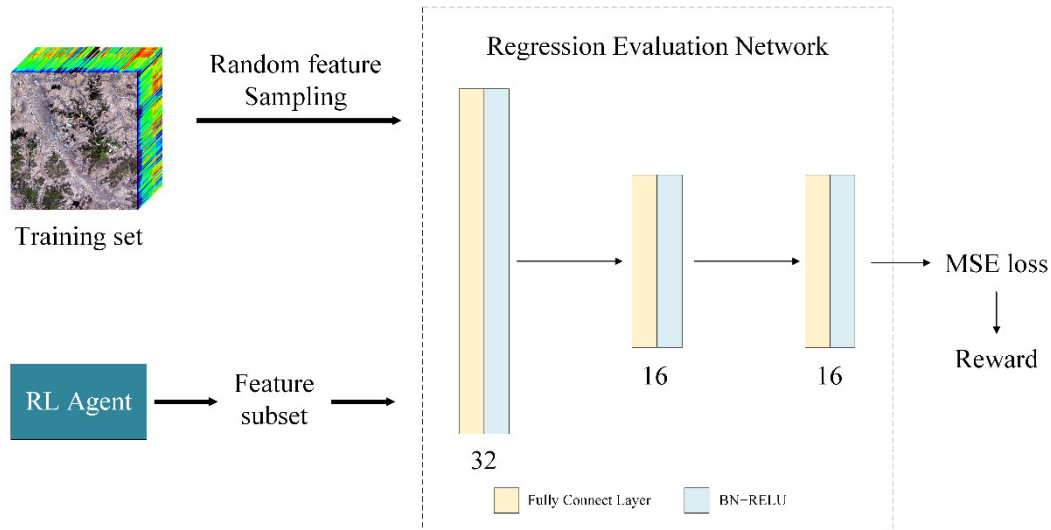 Regression Evaluation Network
Random feature
Sampling
Training set
MSE loss
Reward
RL Agent
Feature
subset
32
16
16
Fully Connect Layer
BN-RELU